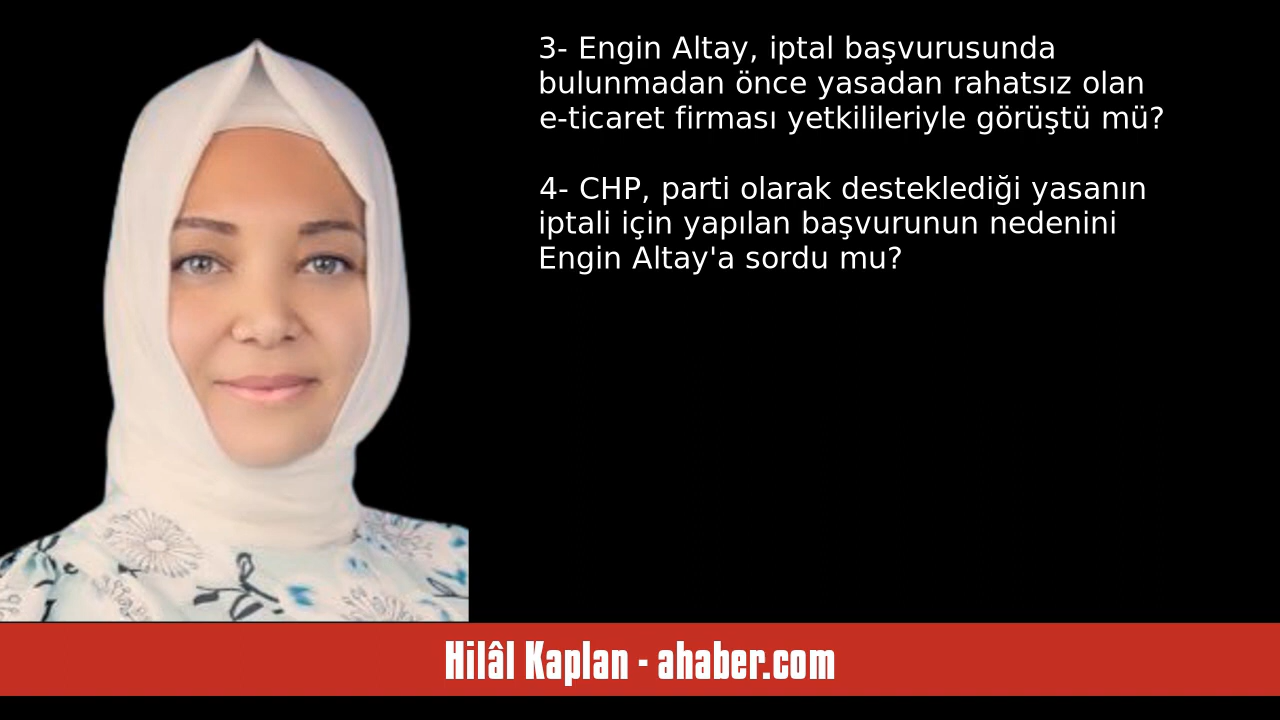 3- Engin Altay, iptal başvurusunda
bulunmadan önce yasadan rahatsız olan
e-ticaret firması yetkilileriyle görüştü mü?
4- CHP, parti olarak desteklediği yasanın
iptali için yapılan başvurunun nedenini
Engin Altay'a sordu mu?
Hilâl Kaplan - ahaber.com